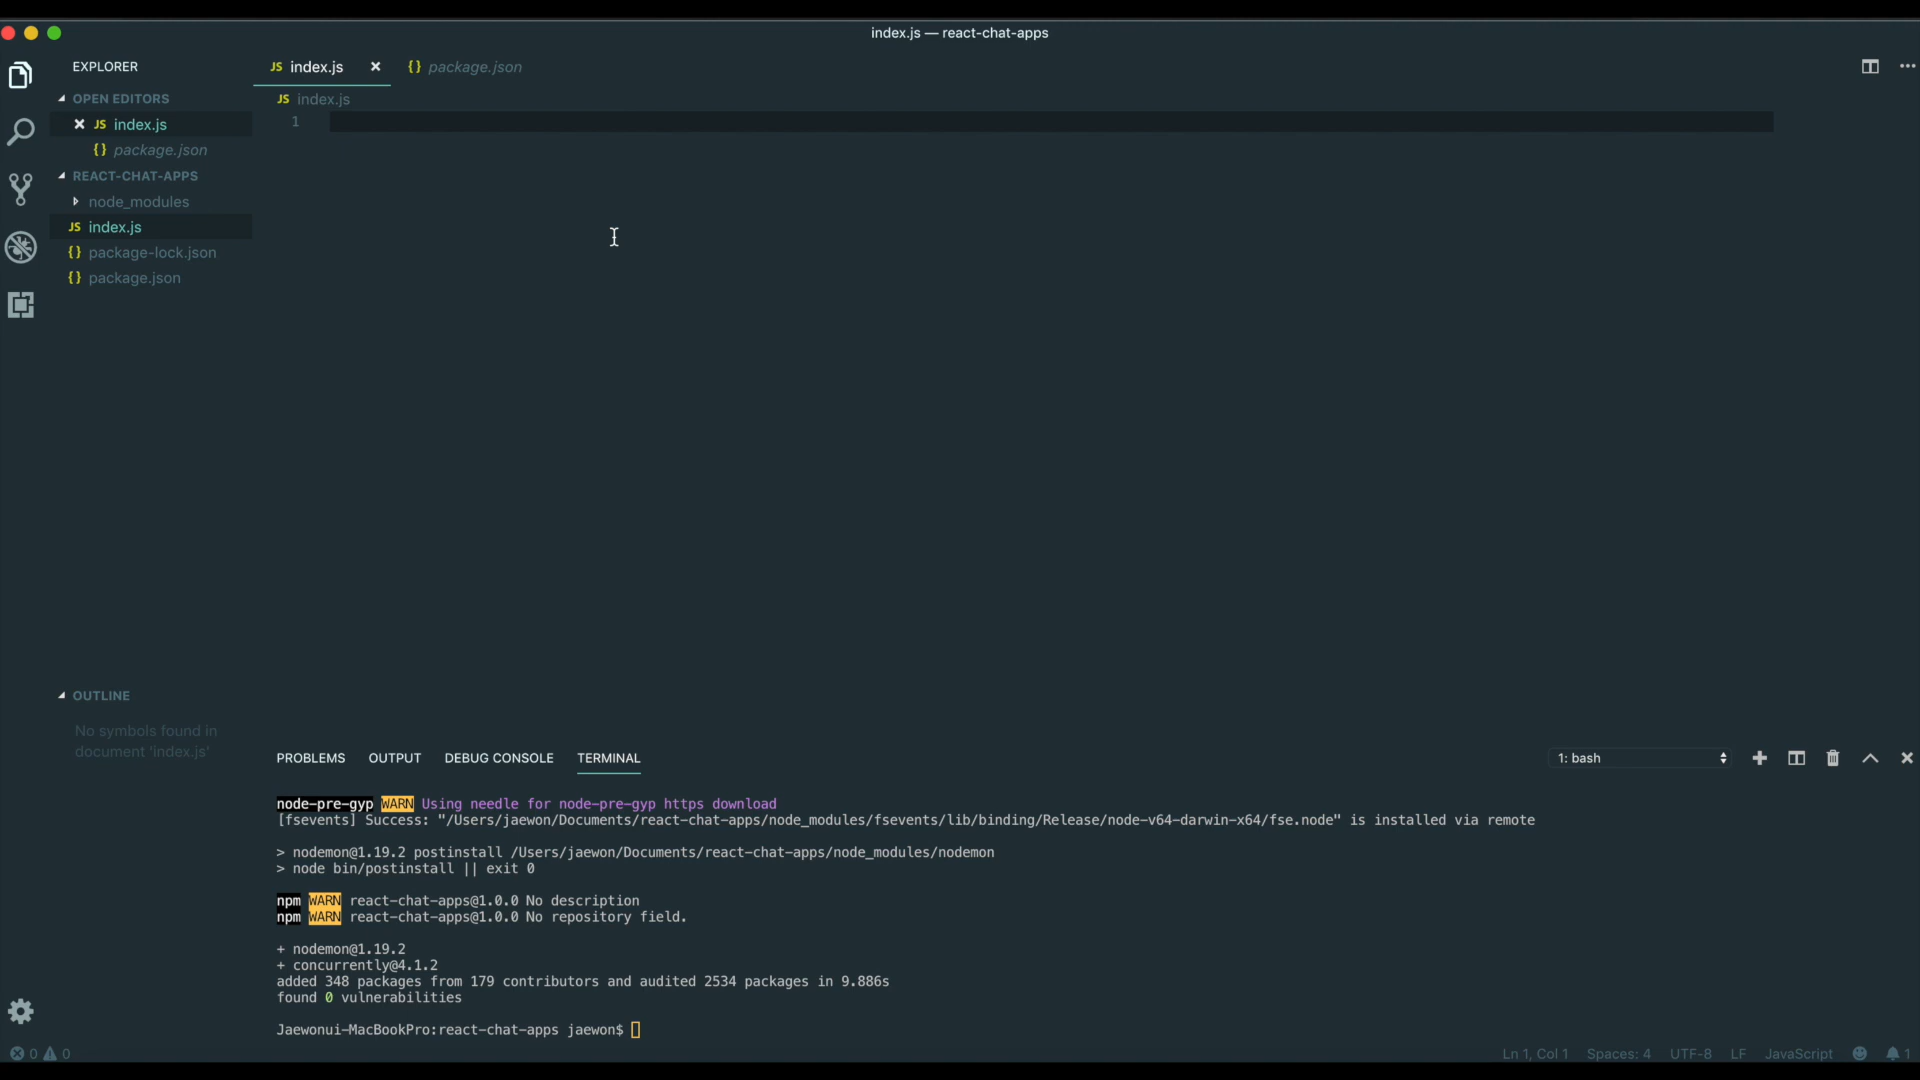 index.js — react-chat-apps
EXPLORER
OPEN EDITORS
JS index.js
{} package.json
REACT-CHAT-APPS
node_modules
JS index.js
{} package-lock.json
{} package.json
OUTLINE
No symbols found in
document 'index.js'
JS index.js
{} package.json
JS index.js
1
PROBLEMS OUTPUT DEBUG CONSOLE TERMINAL
1: bash
node-pre-gyp WARN Using needle for node-pre-gyp https download
[fsevents] Success: "/Users/jaewon/Documents/react-chat-apps/node_modules/fsevents/lib/binding/Release/node-v64-darwin-x64/fse.node" is installed via remote
> nodemon@1.19.2 postinstall /Users/jaewon/Documents/react-chat-apps/node_modules/nodemon
> node bin/postinstall || exit 0
npm WARN react-chat-apps@1.0.0 No description
npm WARN react-chat-apps@1.0.0 No repository field.
+ nodemon@1.19.2
+ concurrently@4.1.2
added 348 packages from 179 contributors and audited 2534 packages in 9.886s
found 0 vulnerabilities
Jaewonui-MacBookPro:react-chat-apps jaewon$
0 0
Ln 1, Col 1 Spaces: 4 UTF-8 LF JavaScript 1